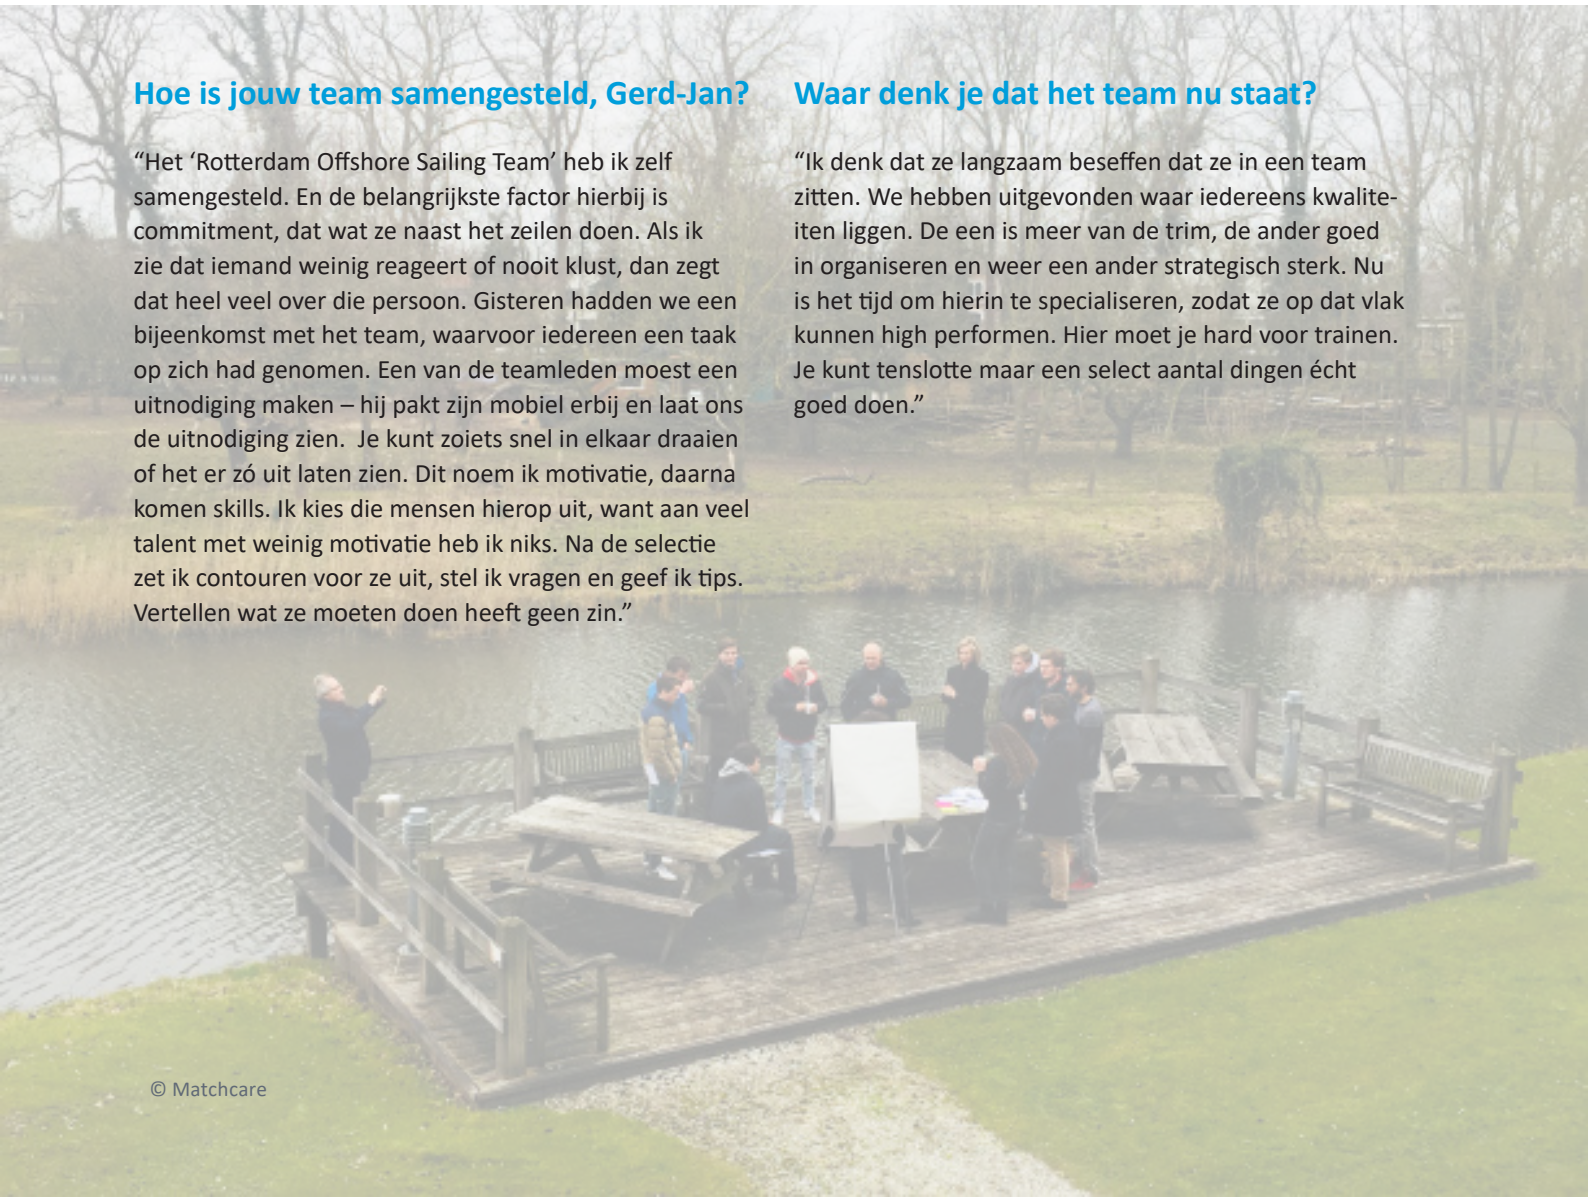 Hoe is jouw team samengesteld, Gerd-Jan?
“Het ‘Rotterdam Offshore Sailing Team’ heb ik zelf
samengesteld. En de belangrijkste factor hierbij is
commitment, dat wat ze naast het zeilen doen. Als ik
zie dat iemand weinig reageert of nooit klust, dan zegt
dat heel veel over die persoon. Gisteren hadden we een
bijeenkomst met het team, waarvoor iedereen een taak
op zich had genomen. Een van de teamleden moest een
uitnodiging maken – hij pakt zijn mobiel erbij en laat ons
de uitnodiging zien.  Je kunt zoiets snel in elkaar draaien
of het er zó uit laten zien. Dit noem ik motivatie, daarna
komen skills. Ik kies die mensen hierop uit, want aan veel
talent met weinig motivatie heb ik niks. Na de selectie
zet ik contouren voor ze uit, stel ik vragen en geef ik tips.
Vertellen wat ze moeten doen heeft geen zin.”
Waar denk je dat het team nu staat?
“Ik denk dat ze langzaam beseffen dat ze in een team
zitten. We hebben uitgevonden waar iedereens kwalite-
iten liggen. De een is meer van de trim, de ander goed
in organiseren en weer een ander strategisch sterk. Nu
is het tijd om hierin te specialiseren, zodat ze op dat vlak
kunnen high performen. Hier moet je hard voor trainen.
Je kunt tenslotte maar een select aantal dingen écht
goed doen.”
© Matchcare